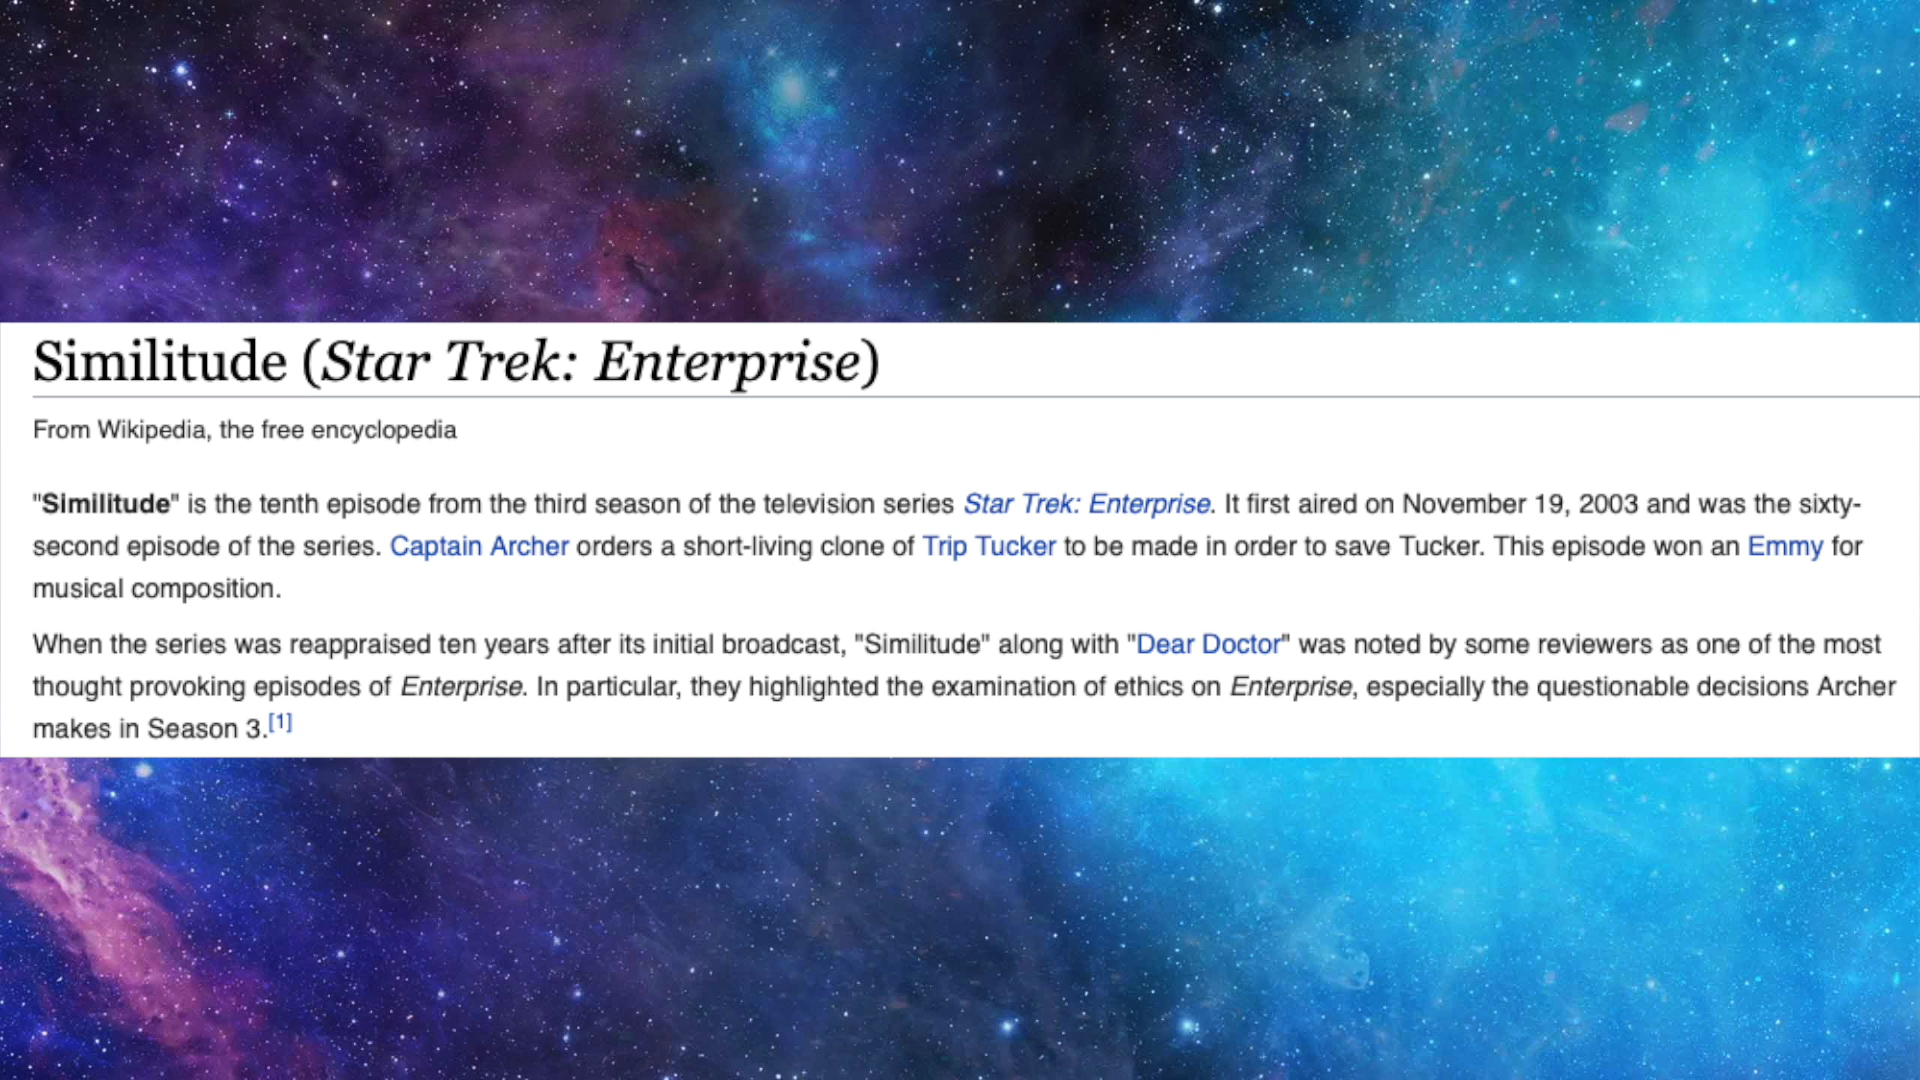 Similitude (Star Trek: Enterprise)
From Wikipedia, the free encyclopedia
"Similitude" is the tenth episode from the third season of the television series Star Trek: Enterprise. It first aired on November 19, 2003 and was the sixty-
second episode of the series. Captain Archer orders a short-living clone of Trip Tucker to be made in order to save Tucker. This episode won an Emmy for
musical composition.
When the series was reappraised ten years after its initial broadcast, "Similitude" along with "Dear Doctor" was noted by some reviewers as one of the most
thought provoking episodes of Enterprise. In particular, they highlighted the examination of ethics on Enterprise, especially the questionable decisions Archer
makes in Season 3.[1]